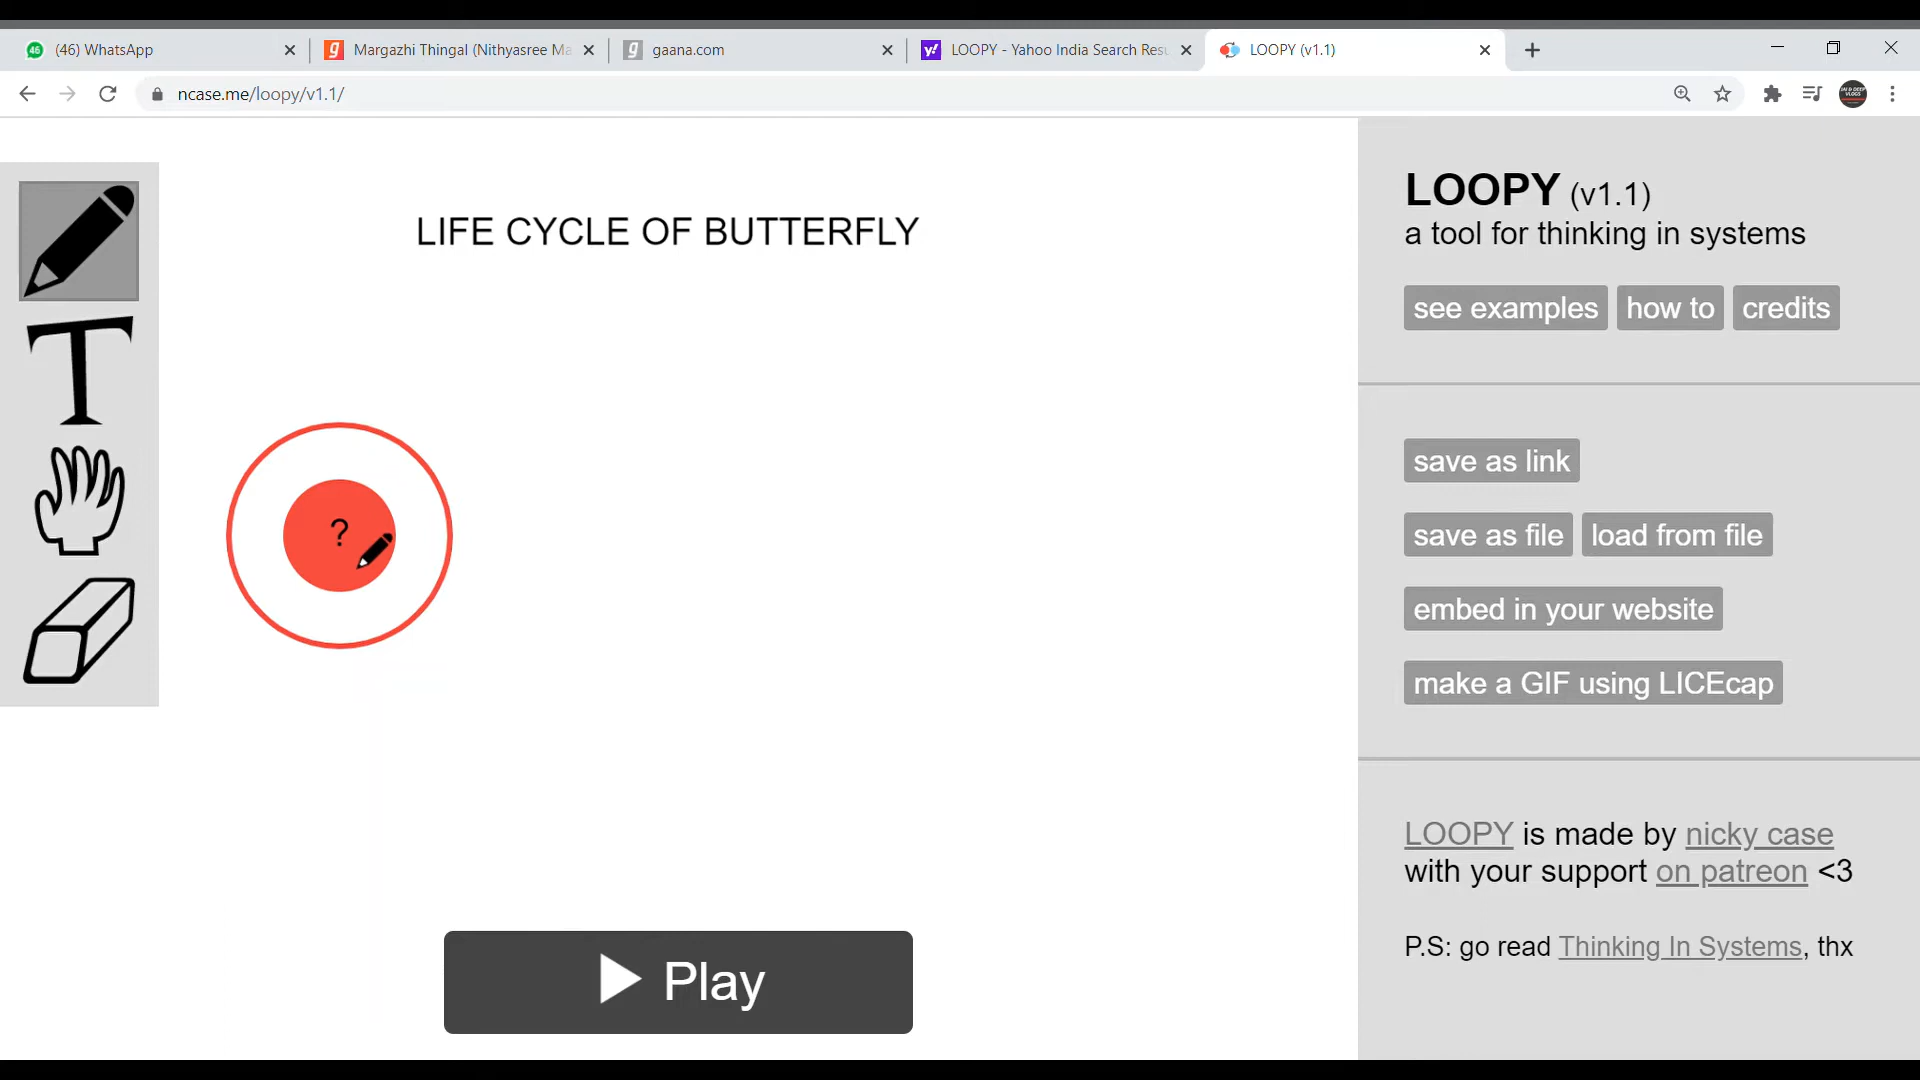 46
(46) WhatsApp
Margazhi Thingal (Nithyasree Ma
gaana.com
LOOPY - Yahoo India Search Resu
LOOPY (v1.1)
ncase.me/loopy/v1.1/
LIFE CYCLE OF BUTTERFLY
T
?
Play
LOOPY (v1.1)
a tool for thinking in systems
see examples how to credits
save as link
save as file load from file
embed in your website
make a GIF using LICEcap
LOOPY is made by nicky case
with your support on patreon <3
P.S: go read Thinking In Systems, thx